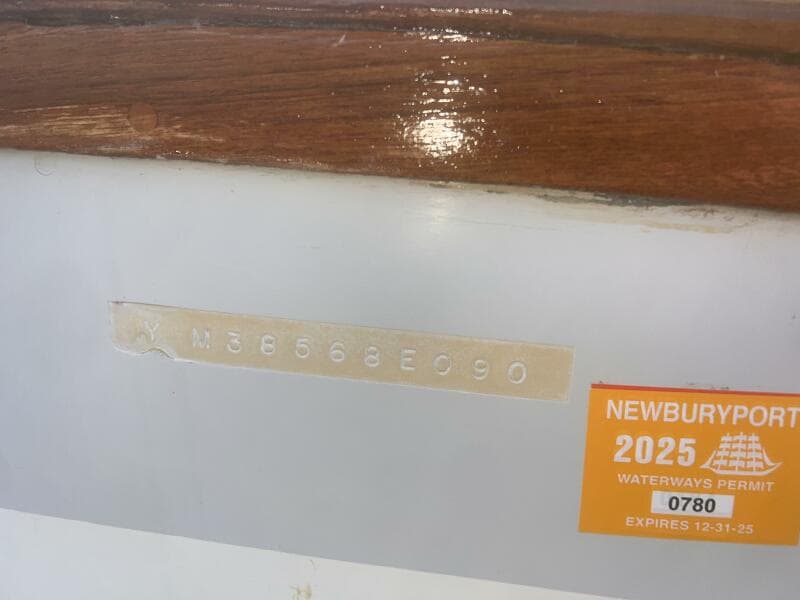 Y M38568E090
NEWBURYPORT
2025
WATERWAYS PERMIT
0780
EXPIRES 12-31-25